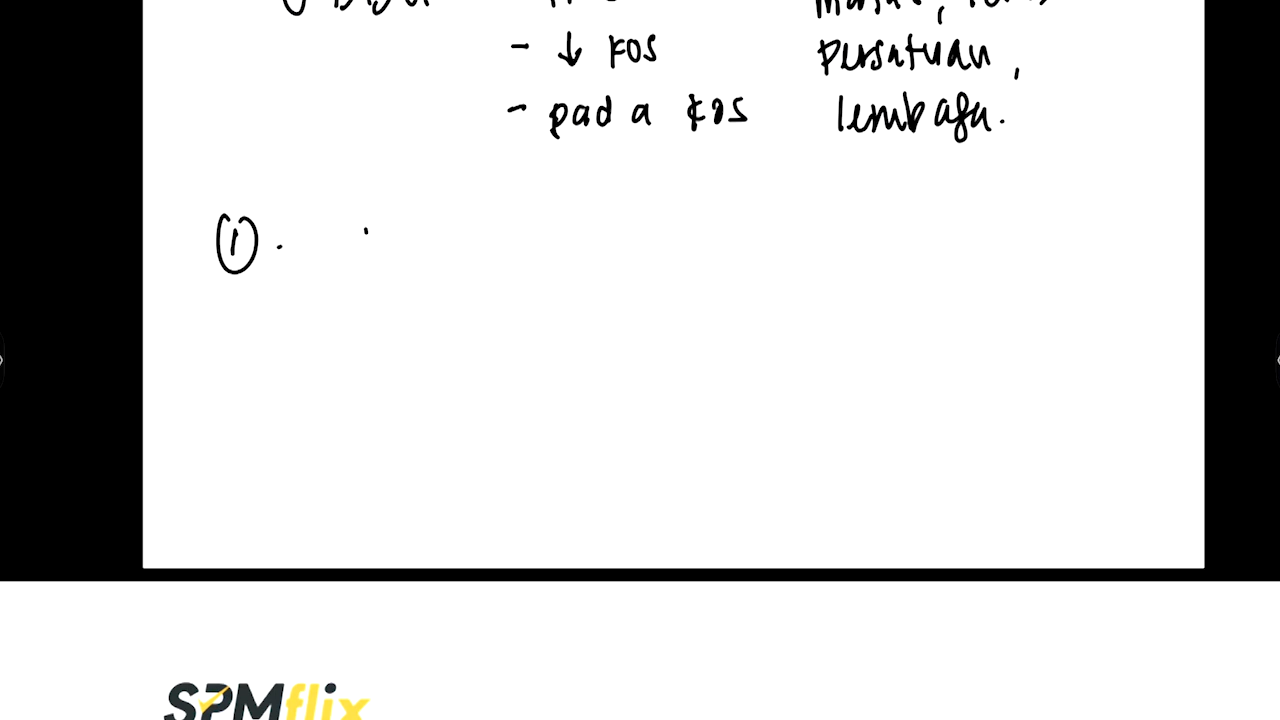 - ↓ kos persatuan,
- pada kos lembaga.
①.
SPMflix